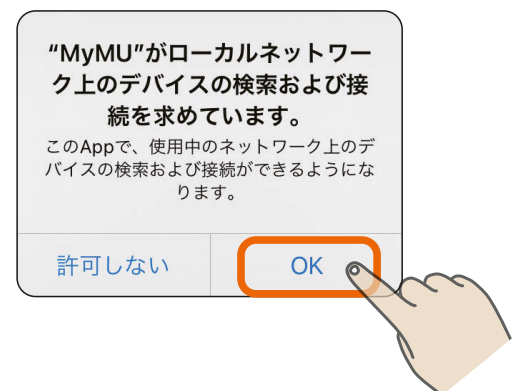 “MyMU”がローカルネットワー
ク上のデバイスの検索および接
続を求めています。
このAppで、使用中のネットワーク上のデ
バイスの検索および接続ができるようにな
ります。
許可しない
OK